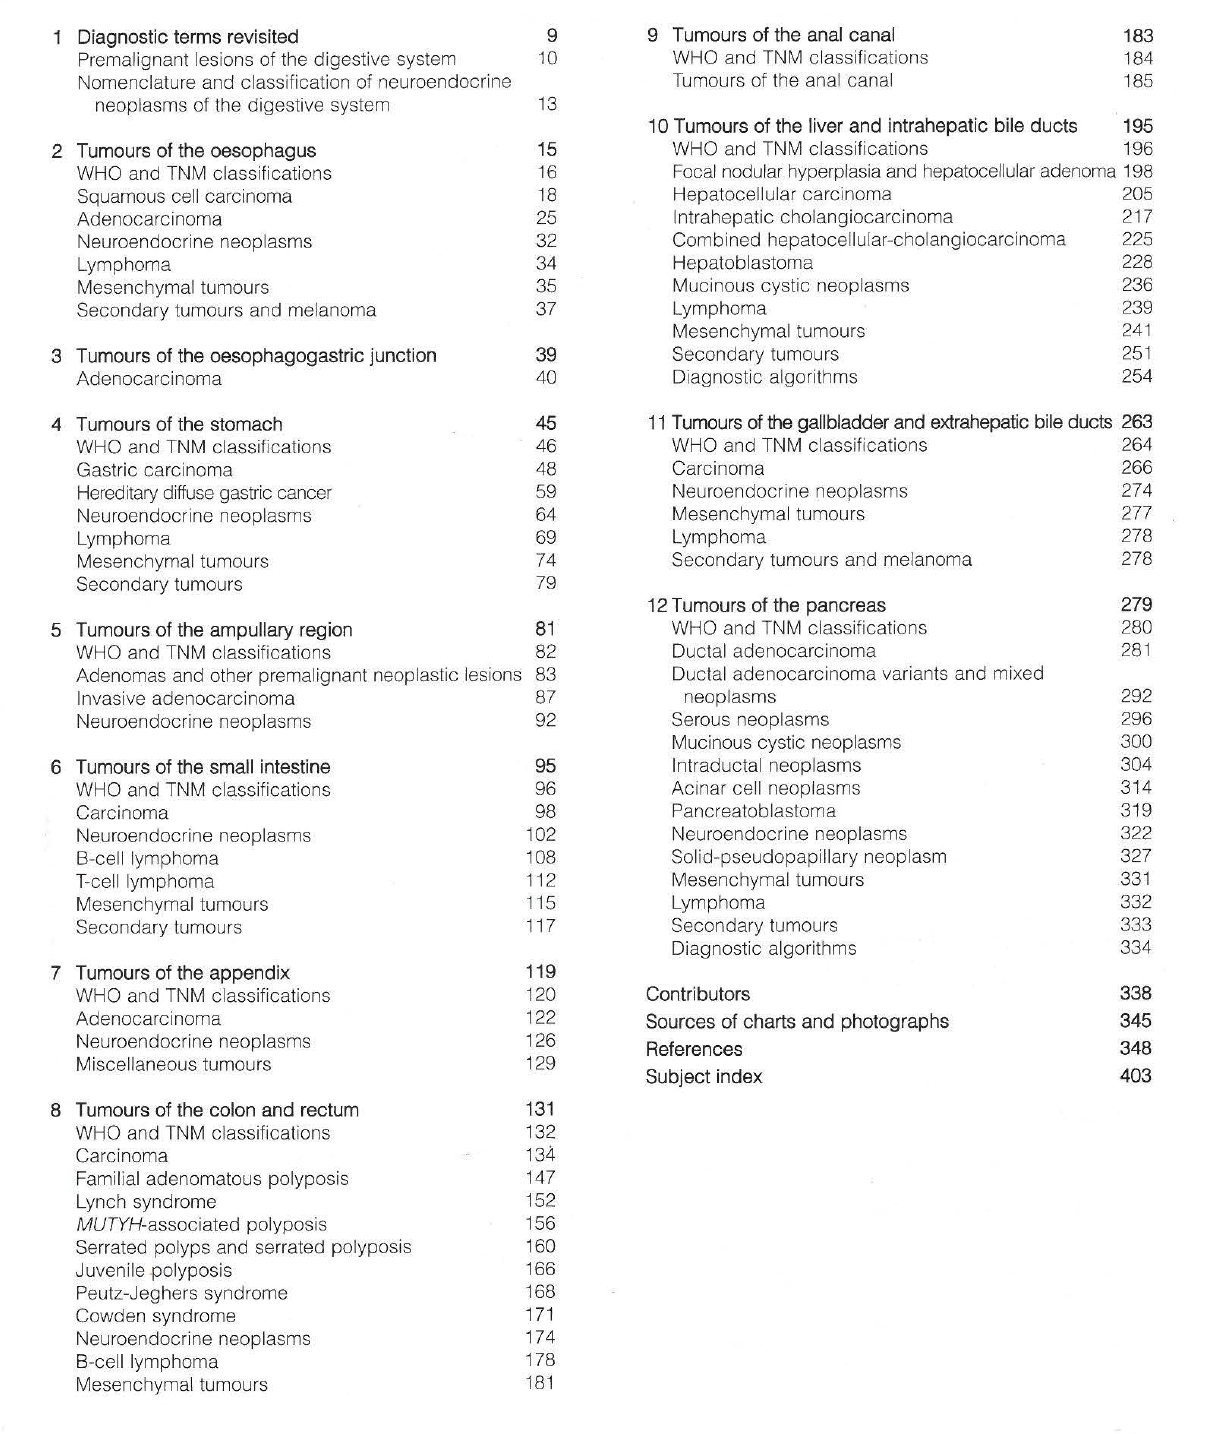 1 Diagnostic terms revisited 9
Premalignant lesions of the digestive system 10
Nomenclature and classification of neuroendocrine
neoplasms of the digestive system 13
2 Tumours of the oesophagus 15
WHO and TNM classifications 16
Squamous cell carcinoma 18
Adenocarcinoma 25
Neuroendocrine neoplasms 32
Lymphoma 34
Mesenchymal tumours 35
Secondary tumours and melanoma 37
3 Tumours of the oesophagogastric junction 39
Adenocarcinoma 40
4 Tumours of the stomach 45
WHO and TNM classifications 46
Gastric carcinoma 48
Hereditary diffuse gastric cancer 59
Neuroendocrine neoplasms 64
Lymphoma 69
Mesenchymal tumours 74
Secondary tumours 79
5 Tumours of the ampullary region 81
WHO and TNM classifications 82
Adenomas and other premalignant neoplastic lesions 83
Invasive adenocarcinoma 87
Neuroendocrine neoplasms 92
6 Tumours of the small intestine 95
WHO and TNM classifications 96
Carcinoma 98
Neuroendocrine neoplasms 102
B-cell lymphoma 108
T-cell lymphoma 112
Mesenchymal tumours 115
Secondary tumours 117
7 Tumours of the appendix 119
WHO and TNM classifications 120
Adenocarcinoma 122
Neuroendocrine neoplasms 126
Miscellaneous tumours 129
8 Tumours of the colon and rectum 131
WHO and TNM classifications 132
Carcinoma 134
Familial adenomatous polyposis 147
Lynch syndrome 152
MUTYH-associated polyposis 156
Serrated polyps and serrated polyposis 160
Juvenile polyposis 166
Peutz-Jeghers syndrome 168
Cowden syndrome 171
Neuroendocrine neoplasms 174
B-cell lymphoma 178
Mesenchymal tumours 181
9 Tumours of the anal canal 183
WHO and TNM classifications 184
Tumours of the anal canal 185
10 Tumours of the liver and intrahepatic bile ducts 195
WHO and TNM classifications 196
Focal nodular hyperplasia and hepatocellular adenoma 198
Hepatocellular carcinoma 205
Intrahepatic cholangiocarcinoma 217
Combined hepatocellular-cholangiocarcinoma 225
Hepatoblastoma 228
Mucinous cystic neoplasms 236
Lymphoma 239
Mesenchymal tumours 241
Secondary tumours 251
Diagnostic algorithms 254
11 Tumours of the gallbladder and extrahepatic bile ducts 263
WHO and TNM classifications 264
Carcinoma 266
Neuroendocrine neoplasms 274
Mesenchymal tumours 277
Lymphoma 278
Secondary tumours and melanoma 278
12 Tumours of the pancreas 279
WHO and TNM classifications 280
Ductal adenocarcinoma 281
Ductal adenocarcinoma variants and mixed
neoplasms 292
Serous neoplasms 296
Mucinous cystic neoplasms 300
Intraductal neoplasms 304
Acinar cell neoplasms 314
Pancreatoblastoma 319
Neuroendocrine neoplasms 322
Solid-pseudopapillary neoplasm 327
Mesenchymal tumours 331
Lymphoma 332
Secondary tumours 333
Diagnostic algorithms 334
Contributors 338
Sources of charts and photographs 345
References 348
Subject index 403